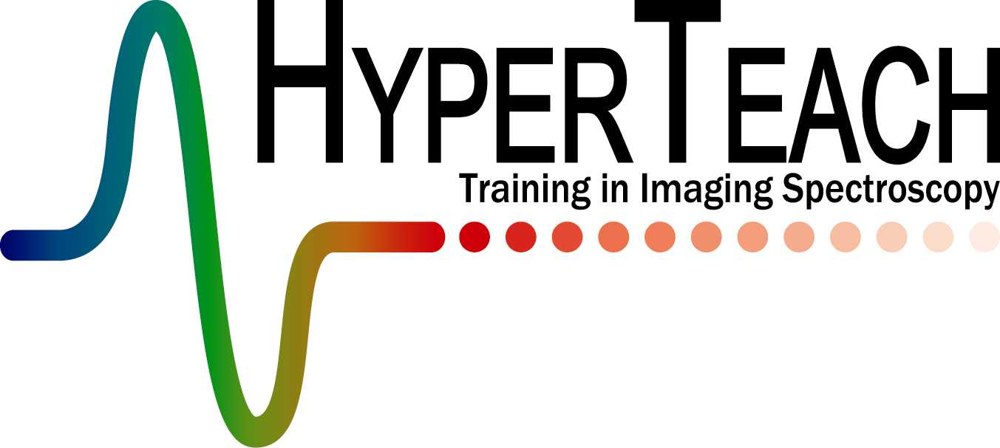 HYPERTEACH
Training in Imaging Spectroscopy